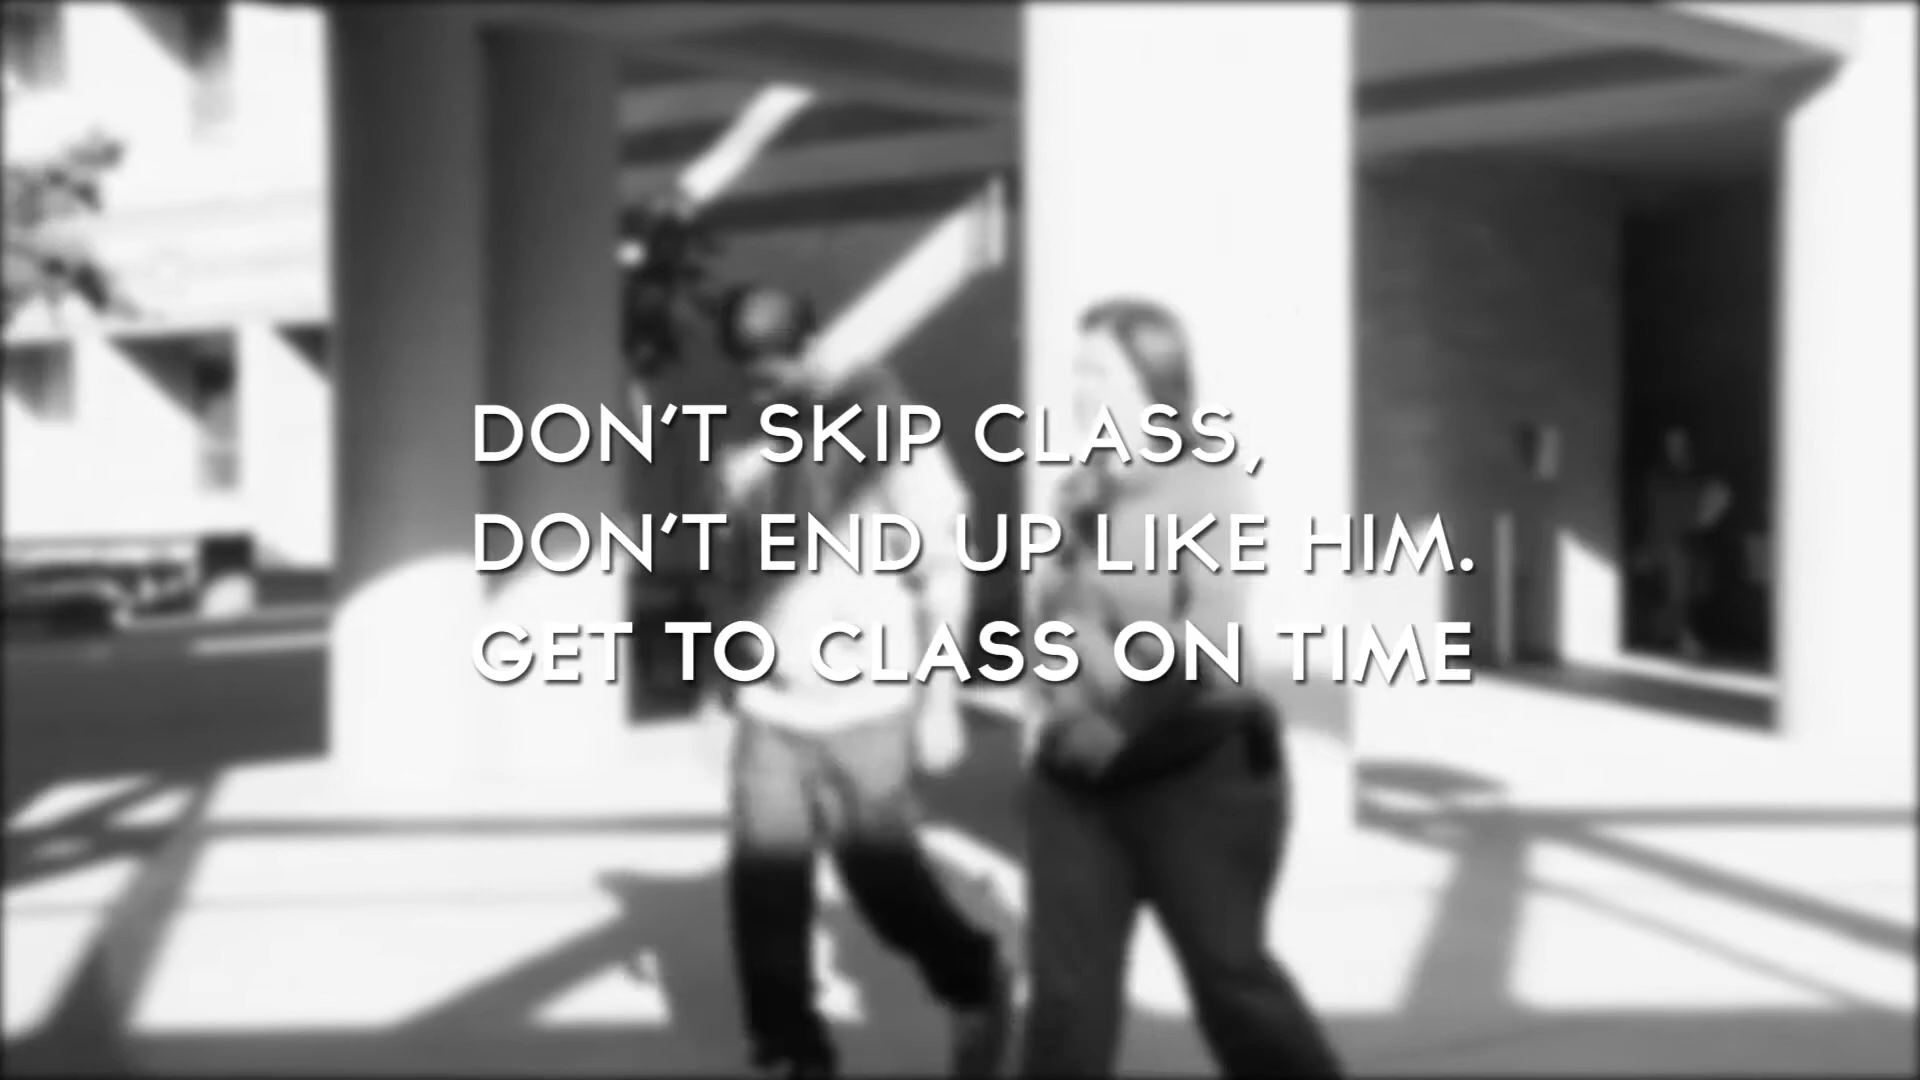 DON'T SKIP CLASS,
DON'T END UP LIKE HIM.
GET TO CLASS ON TIME